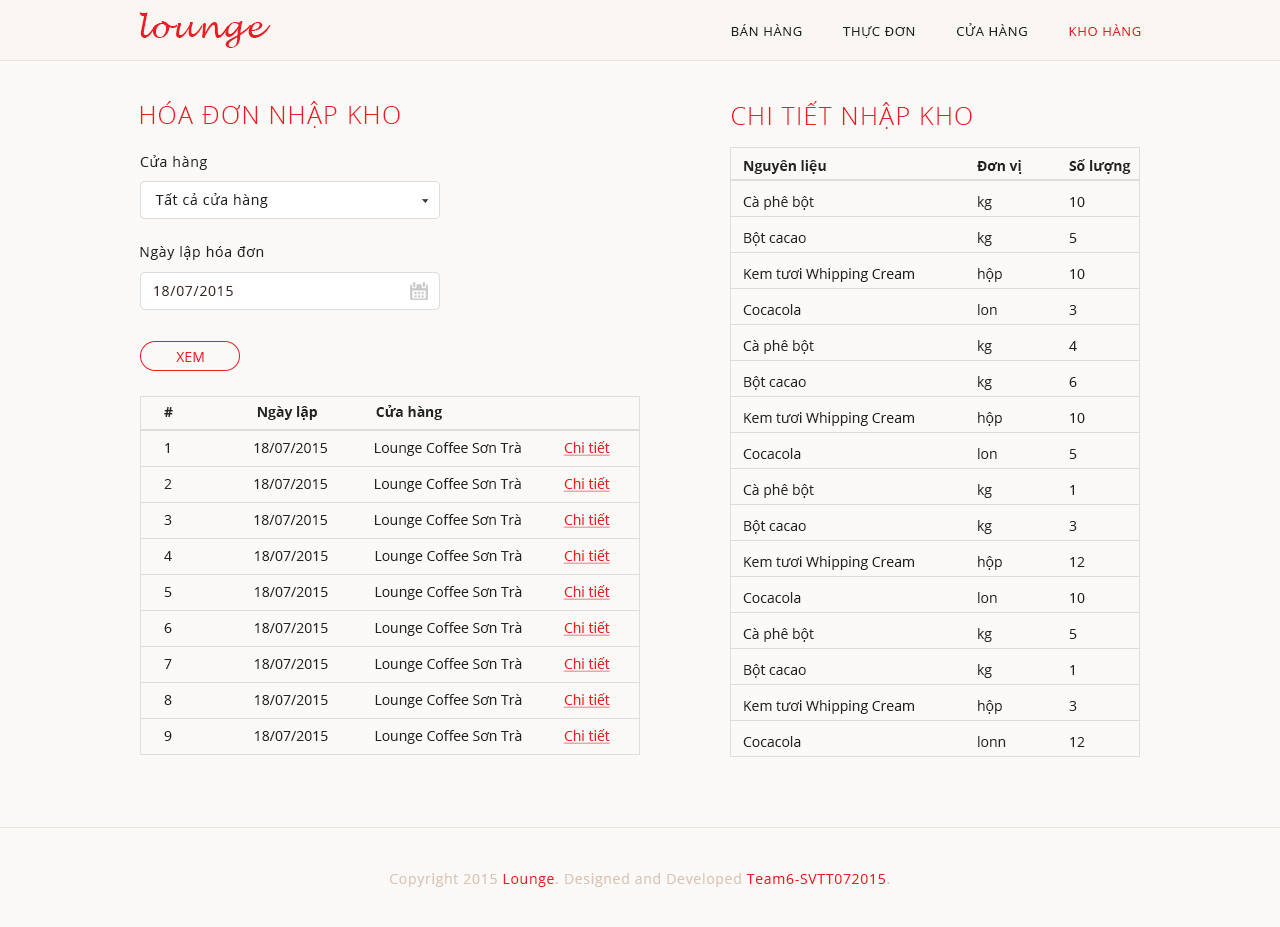 lounge
BÁN HÀNG THỰC ĐƠN CỬA HÀNG KHO HÀNG
HÓA ĐƠN NHẬP KHO
Cửa hàng
Tất cả cửa hàng
Ngày lập hóa đơn
18/07/2015
XEM
# Ngày lập Cửa hàng
1 18/07/2015 Lounge Coffee Sơn Trà Chi tiết
2 18/07/2015 Lounge Coffee Sơn Trà Chi tiết
3 18/07/2015 Lounge Coffee Sơn Trà Chi tiết
4 18/07/2015 Lounge Coffee Sơn Trà Chi tiết
5 18/07/2015 Lounge Coffee Sơn Trà Chi tiết
6 18/07/2015 Lounge Coffee Sơn Trà Chi tiết
7 18/07/2015 Lounge Coffee Sơn Trà Chi tiết
8 18/07/2015 Lounge Coffee Sơn Trà Chi tiết
9 18/07/2015 Lounge Coffee Sơn Trà Chi tiết
CHI TIẾT NHẬP KHO
Nguyên liệu Đơn vị Số lượng
Cà phê bột kg 10
Bột cacao kg 5
Kem tươi Whipping Cream hộp 10
Cocacola lon 3
Cà phê bột kg 4
Bột cacao kg 6
Kem tươi Whipping Cream hộp 10
Cocacola lon 5
Cà phê bột kg 1
Bột cacao kg 3
Kem tươi Whipping Cream hộp 12
Cocacola lon 10
Cà phê bột kg 5
Bột cacao kg 1
Kem tươi Whipping Cream hộp 3
Cocacola lonn 12
Copyright 2015 Lounge. Designed and Developed Team6-SVTT072015.